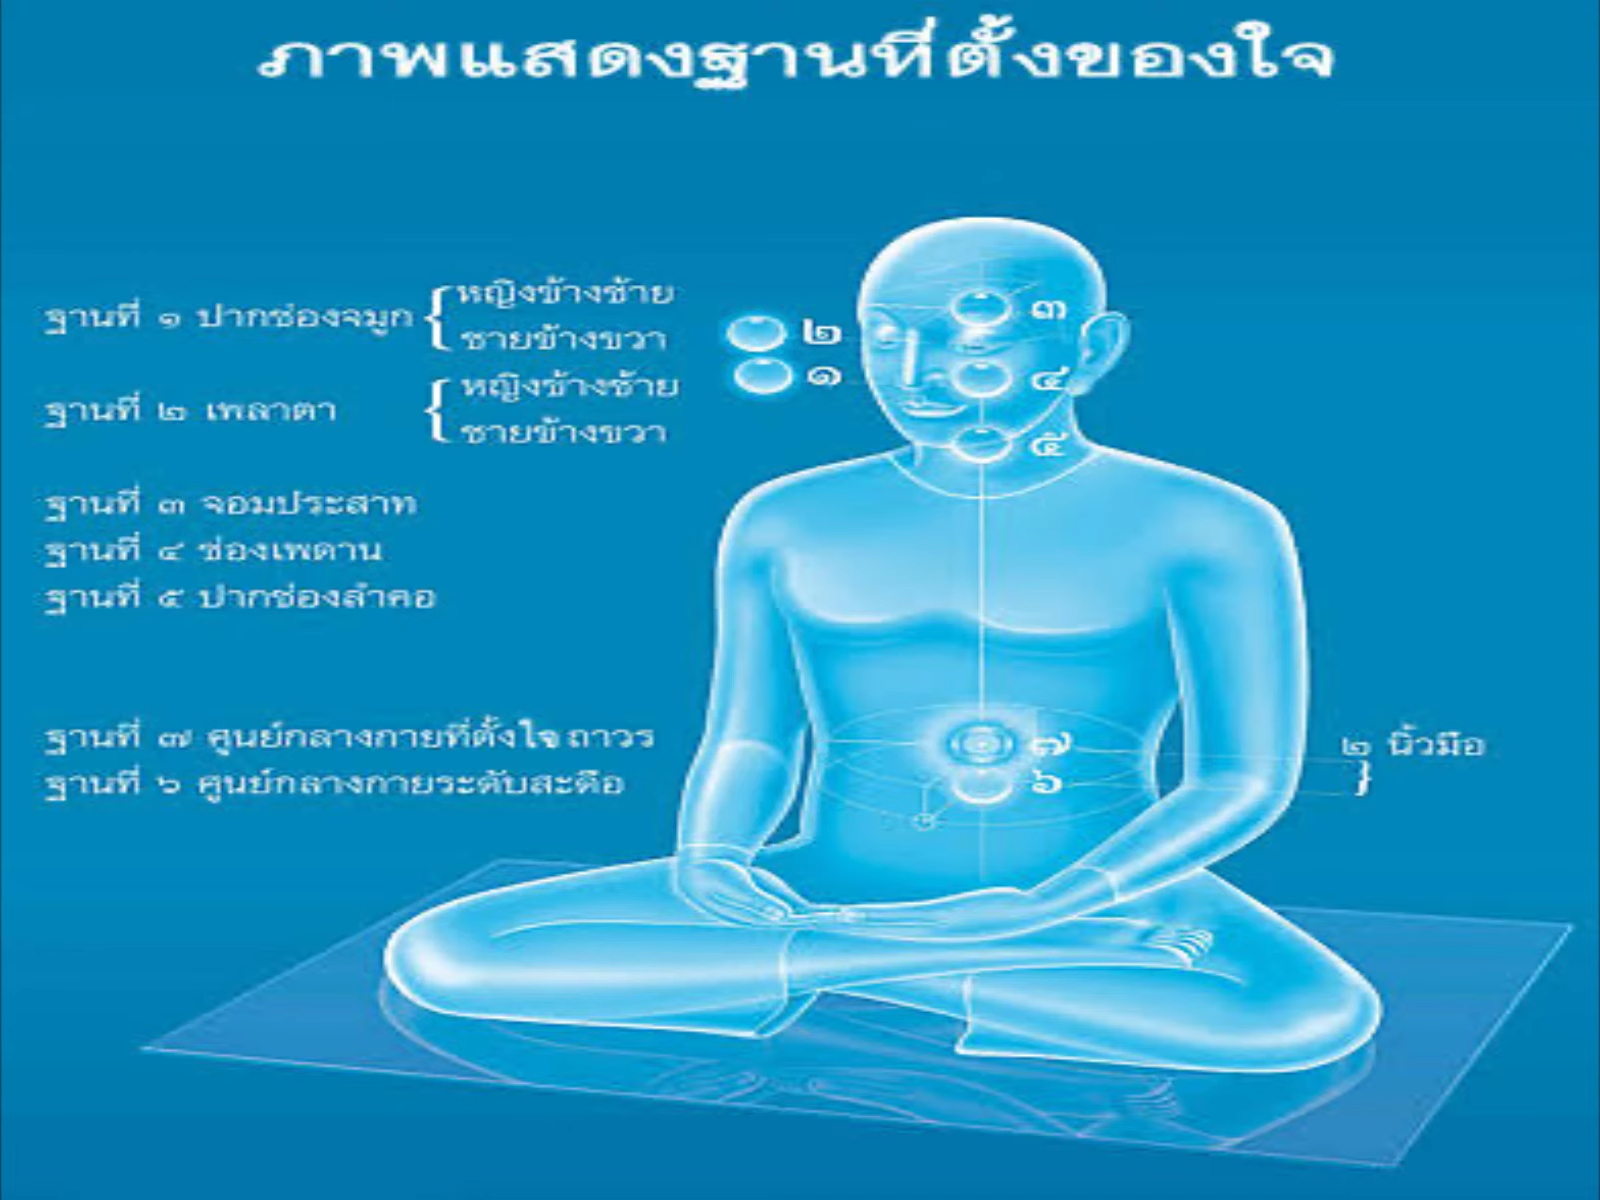 ภาพแสดงฐานที่ตั้งของใจ
ฐานที่ ๑ ปากช่องจมูก { หญิงข้างซ้าย
ชายข้างขวา
ฐานที่ ๒ เพลาตา { หญิงข้างซ้าย
ชายข้างขวา
ฐานที่ ๓ จอมประสาท
ฐานที่ ๔ ช่องเพดาน
ฐานที่ ๕ ปากช่องลำคอ
ฐานที่ ๗ ศูนย์กลางกายที่ตั้งใจถาวร
ฐานที่ ๖ ศูนย์กลางกายระดับสะดือ
๒
๑
๓
๔
๕
๗
๖
๒ นิ้วมือ